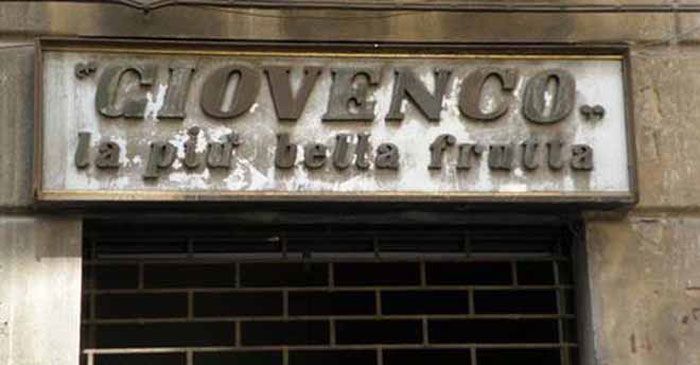 "GIOVENCO"
la più bella frutta